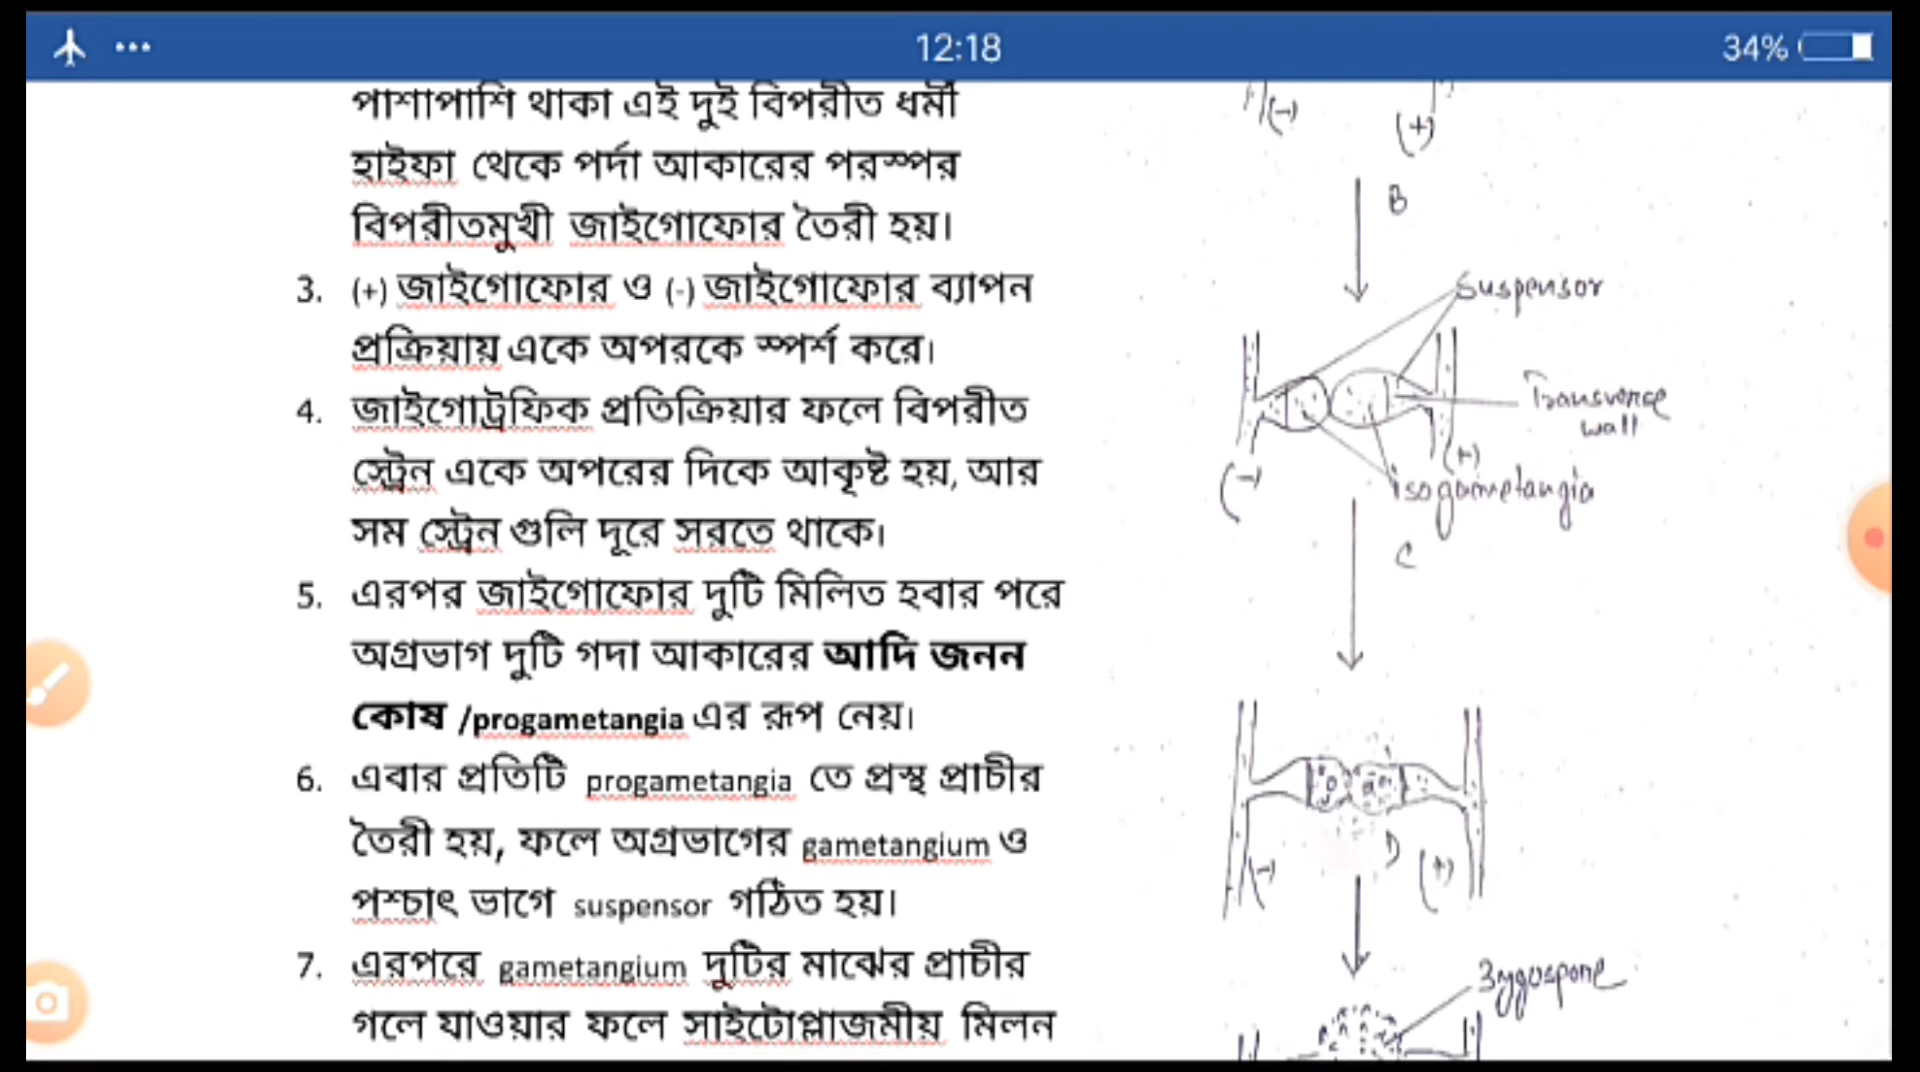 12:18
34%
পাশাপাশি থাকা এই দুই বিপরীত ধর্মী
হাইফা থেকে পর্দা আকারের পরস্পর
বিপরীতমুখী জাইগোফোর তৈরী হয়।
3. (+) জাইগোফোর ও (-) জাইগোফোর ব্যাপন
প্রক্রিয়ায় একে অপরকে স্পর্শ করে।
4. জাইগোট্রফিক প্রতিক্রিয়ার ফলে বিপরীত
স্ট্রেন একে অপরের দিকে আকৃষ্ট হয়, আর
সম স্ট্রেন গুলি দূরে সরতে থাকে।
5. এরপর জাইগোফোর দুটি মিলিত হবার পরে
অগ্রভাগ দুটি গদা আকারের আদি জনন
কোষ /progametangia এর রূপ নেয়।
6. এবার প্রতিটি progametangia তে প্রস্থ প্রাচীর
তৈরী হয়, ফলে অগ্রভাগের gametangium ও
পশ্চাৎ ভাগে suspensor গঠিত হয়।
7. এরপরে gametangium দুটির মাঝের প্রাচীর
গলে যাওয়ার ফলে সাইটোপ্লাজমীয় মিলন
(-)
(+)
B
Suspensor
Transverse
wall
(-)
(+)
isogametangia
C
D
(-)
(+)
Zygospore